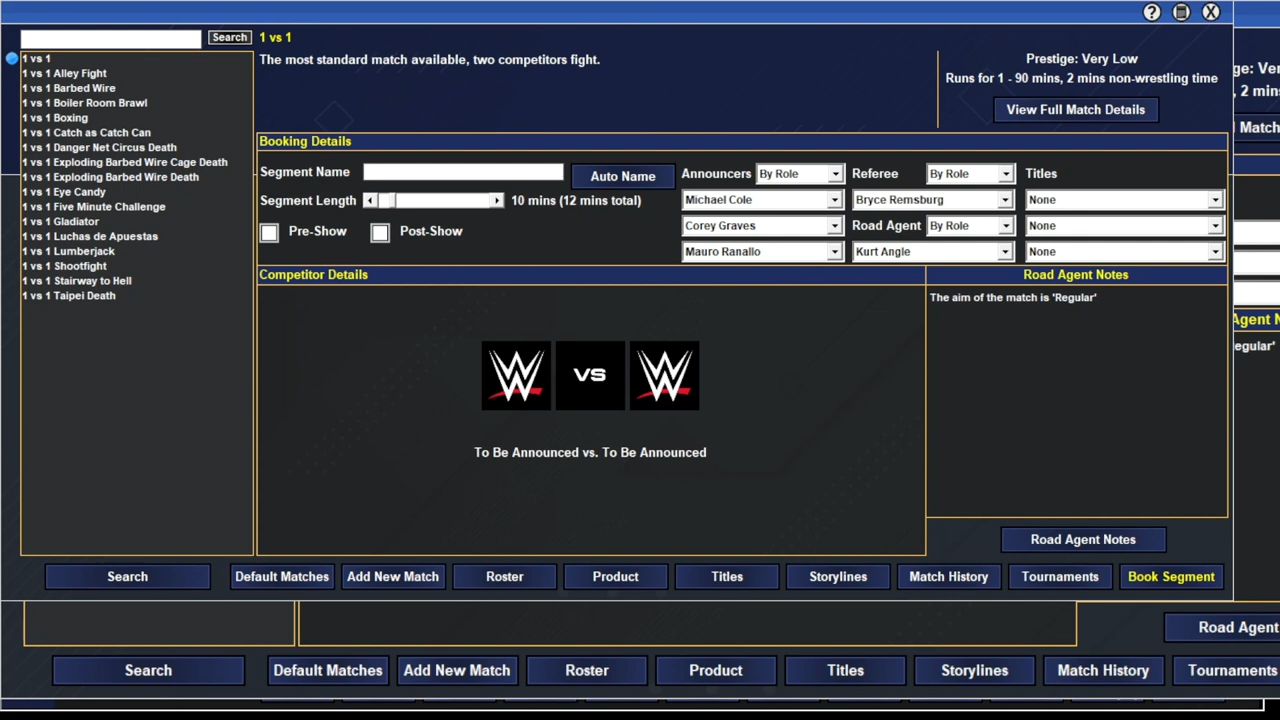 ? X
Search 1 vs 1
1 vs 1
1 vs 1 Alley Fight
1 vs 1 Barbed Wire
1 vs 1 Boiler Room Brawl
1 vs 1 Boxing
1 vs 1 Catch as Catch Can
1 vs 1 Danger Net Circus Death
1 vs 1 Exploding Barbed Wire Cage Death
1 vs 1 Exploding Barbed Wire Death
1 vs 1 Eye Candy
1 vs 1 Five Minute Challenge
1 vs 1 Gladiator
1 vs 1 Luchas de Apuestas
1 vs 1 Lumberjack
1 vs 1 Shootfight
1 vs 1 Stairway to Hell
1 vs 1 Taipei Death
The most standard match available, two competitors fight.
Prestige: Very Low
Runs for 1 - 90 mins, 2 mins non-wrestling time
View Full Match Details
Booking Details
Segment Name Auto Name Announcers By Role Referee By Role Titles
Segment Length 10 mins (12 mins total) Michael Cole Bryce Remsburg None
Pre-Show Post-Show Corey Graves Road Agent By Role None
Mauro Ranallo Kurt Angle None
Competitor Details
W VS W
To Be Announced vs. To Be Announced
Road Agent Notes
The aim of the match is 'Regular'
Road Agent Notes
Search Default Matches Add New Match Roster Product Titles Storylines Match History Tournaments Book Segment
ge: Ver
, 2 mins
Match
Agent N
egular'
Road Agent
Search Default Matches Add New Match Roster Product Titles Storylines Match History Tournaments